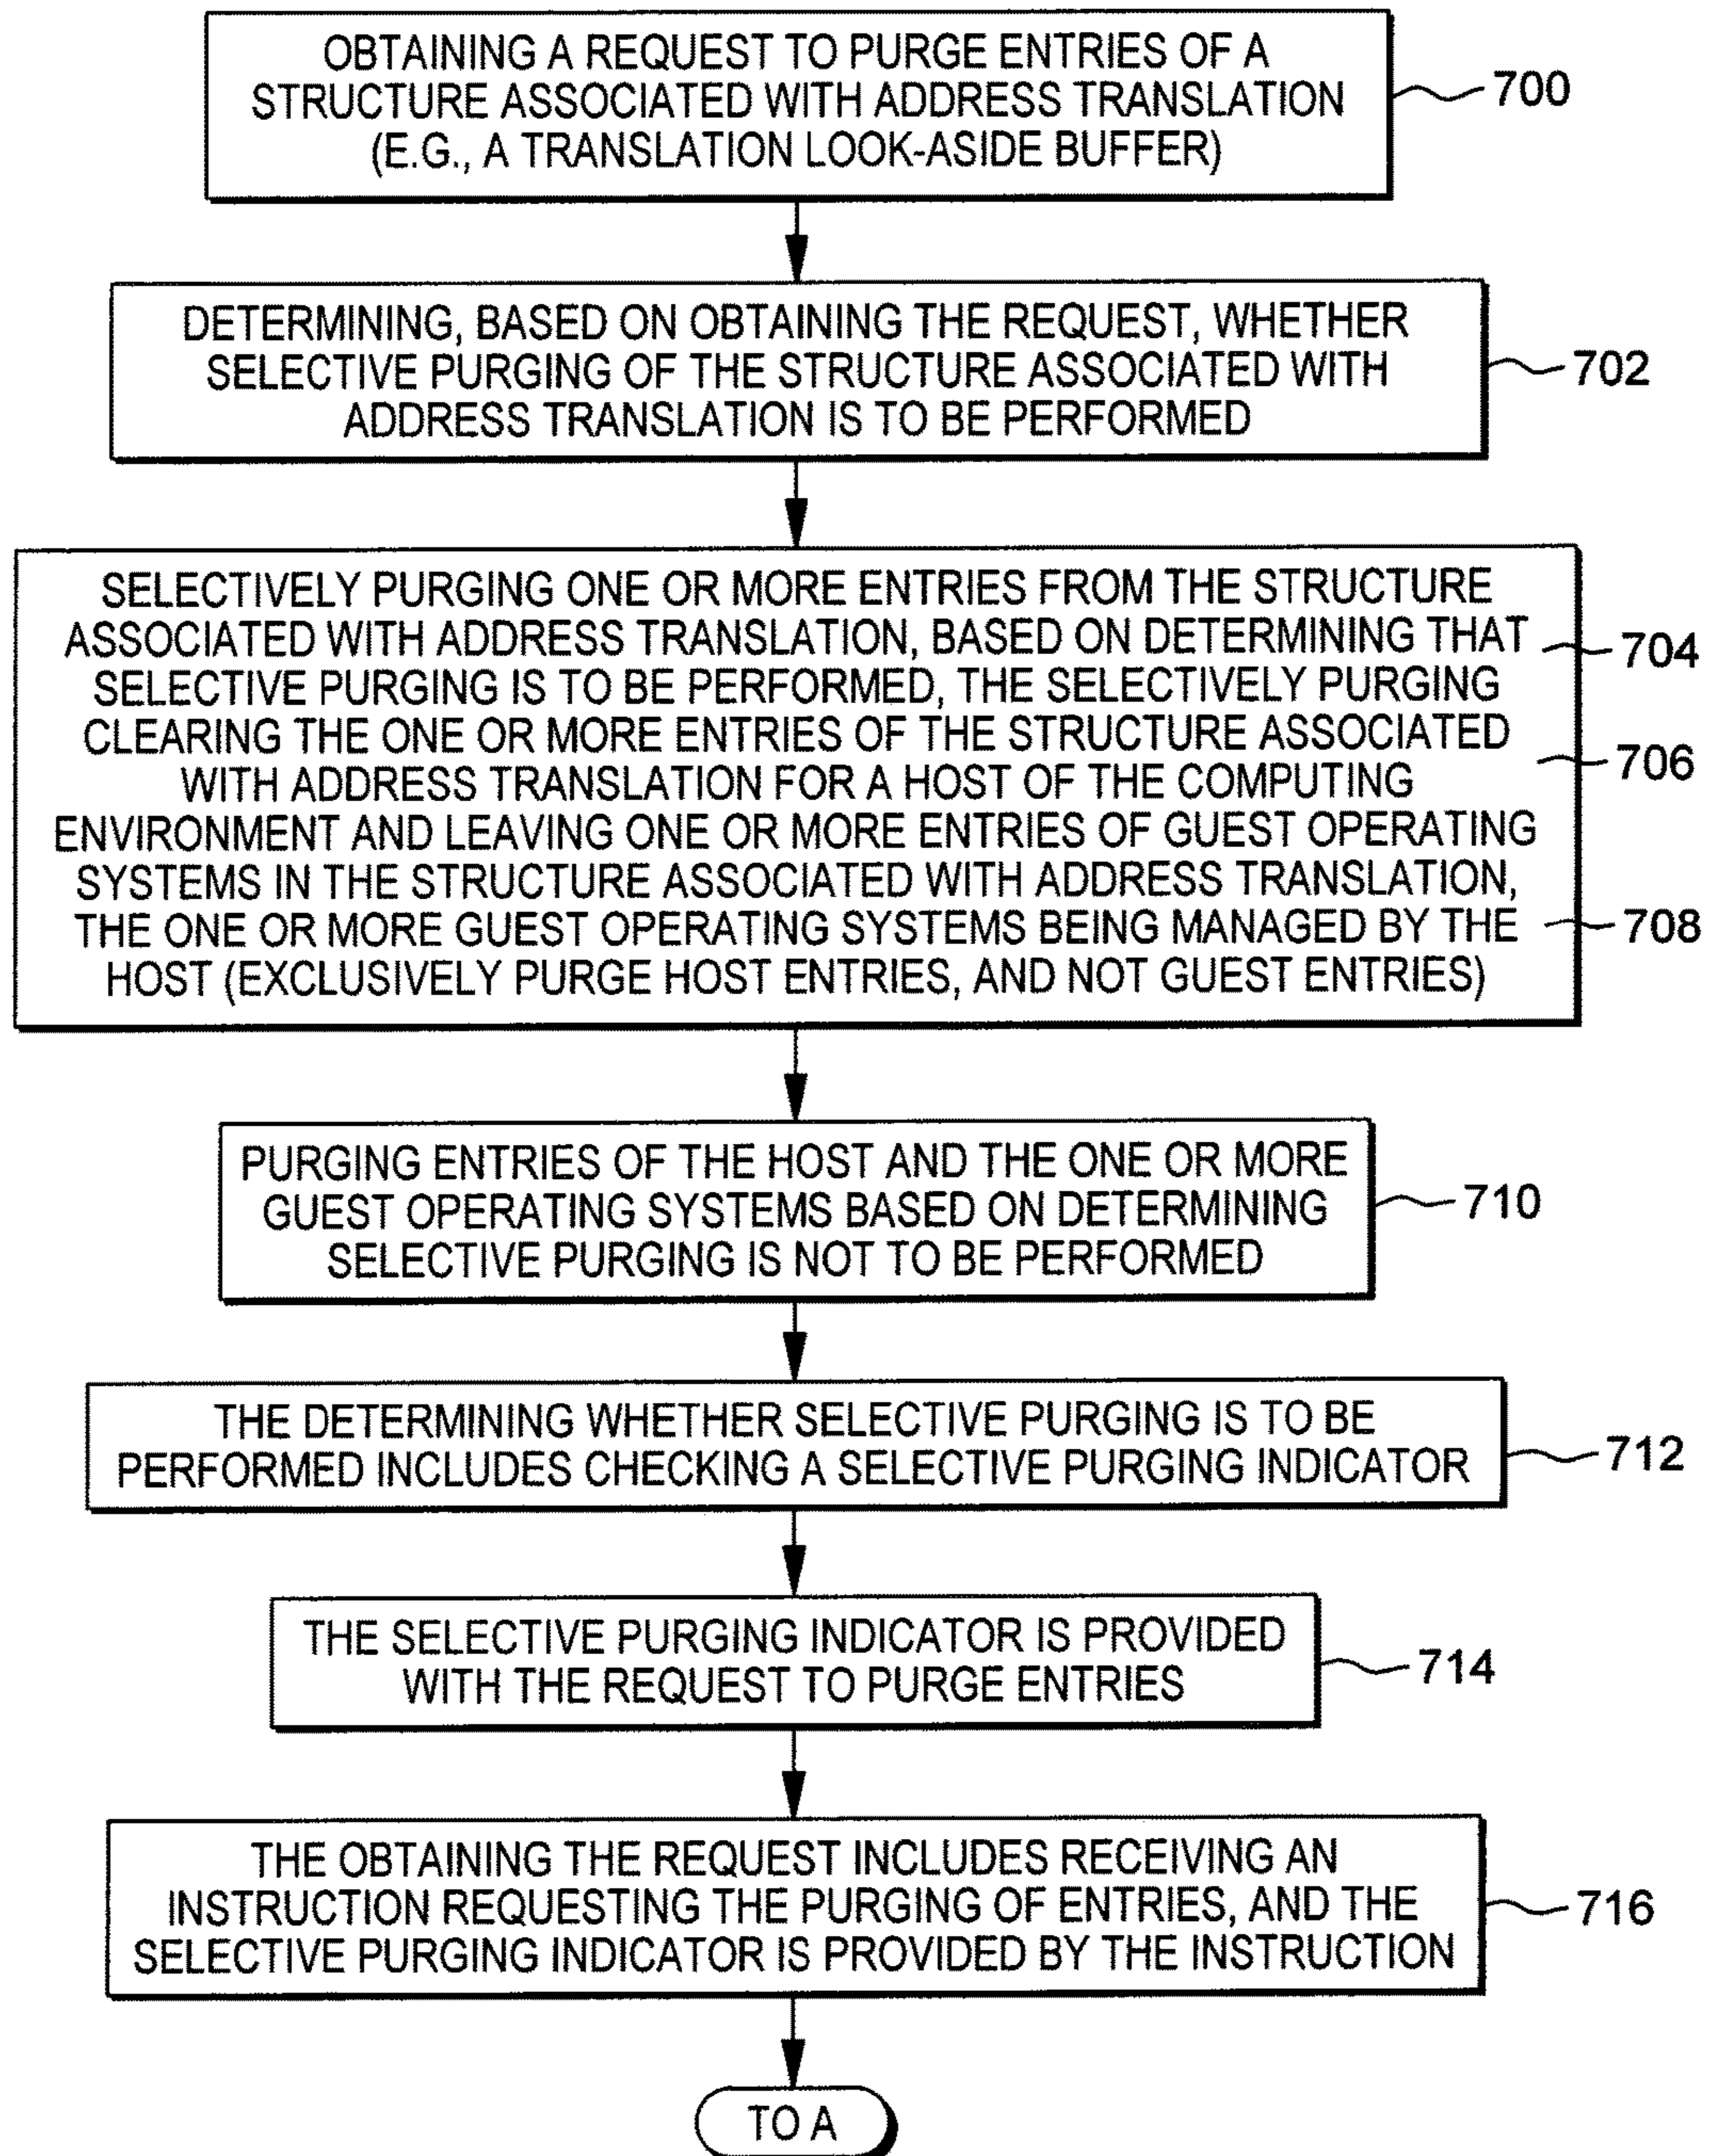 OBTAINING A REQUEST TO PURGE ENTRIES OF A
STRUCTURE ASSOCIATED WITH ADDRESS TRANSLATION
(E.G., A TRANSLATION LOOK-ASIDE BUFFER)
700
DETERMINING, BASED ON OBTAINING THE REQUEST, WHETHER
SELECTIVE PURGING OF THE STRUCTURE ASSOCIATED WITH
ADDRESS TRANSLATION IS TO BE PERFORMED
702
SELECTIVELY PURGING ONE OR MORE ENTRIES FROM THE STRUCTURE
ASSOCIATED WITH ADDRESS TRANSLATION, BASED ON DETERMINING THAT
704
SELECTIVE PURGING IS TO BE PERFORMED, THE SELECTIVELY PURGING
CLEARING THE ONE OR MORE ENTRIES OF THE STRUCTURE ASSOCIATED
706
WITH ADDRESS TRANSLATION FOR A HOST OF THE COMPUTING
ENVIRONMENT AND LEAVING ONE OR MORE ENTRIES OF GUEST OPERATING
SYSTEMS IN THE STRUCTURE ASSOCIATED WITH ADDRESS TRANSLATION,
THE ONE OR MORE GUEST OPERATING SYSTEMS BEING MANAGED BY THE
708
HOST (EXCLUSIVELY PURGE HOST ENTRIES, AND NOT GUEST ENTRIES)
PURGING ENTRIES OF THE HOST AND THE ONE OR MORE
GUEST OPERATING SYSTEMS BASED ON DETERMINING
SELECTIVE PURGING IS NOT TO BE PERFORMED
710
THE DETERMINING WHETHER SELECTIVE PURGING IS TO BE
PERFORMED INCLUDES CHECKING A SELECTIVE PURGING INDICATOR
712
THE SELECTIVE PURGING INDICATOR IS PROVIDED
WITH THE REQUEST TO PURGE ENTRIES
714
THE OBTAINING THE REQUEST INCLUDES RECEIVING AN
INSTRUCTION REQUESTING THE PURGING OF ENTRIES, AND THE
SELECTIVE PURGING INDICATOR IS PROVIDED BY THE INSTRUCTION
716
TO A